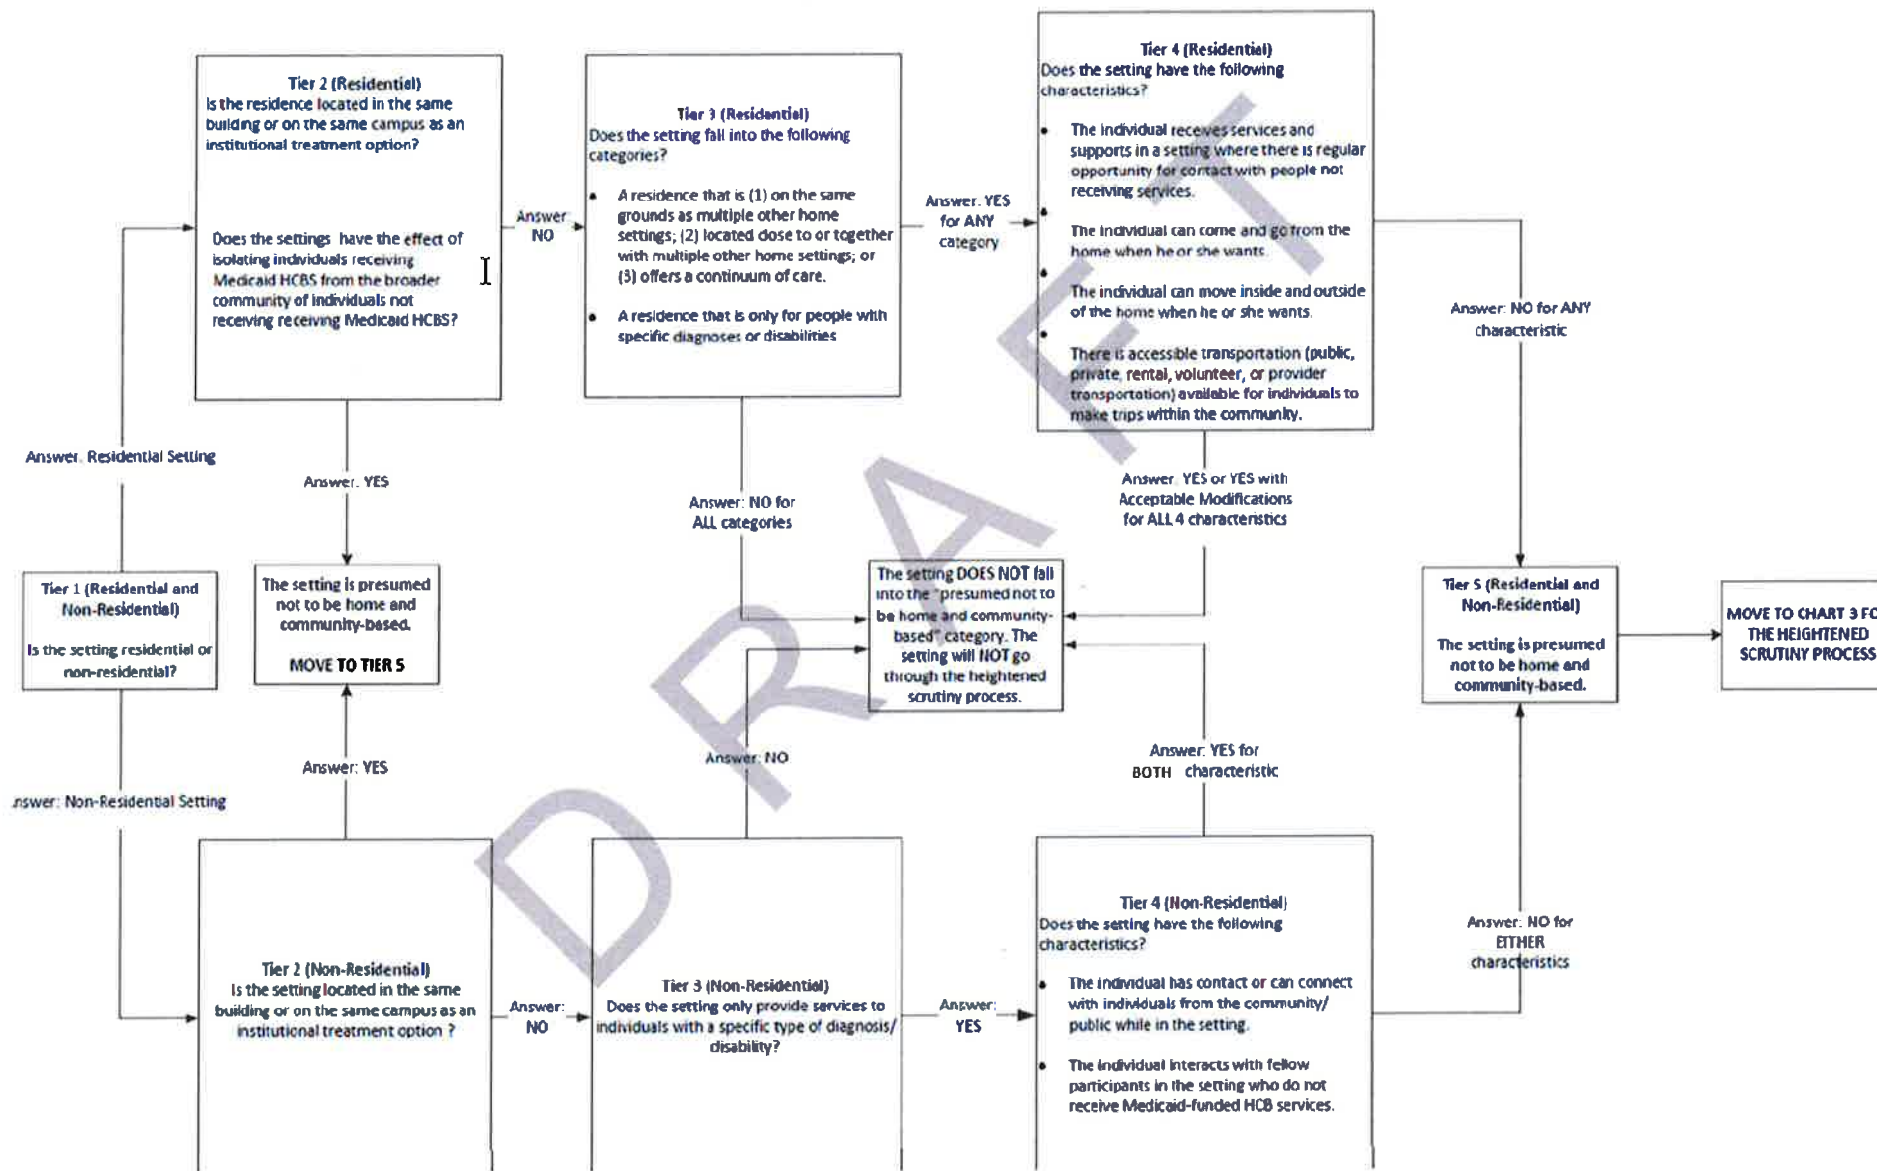 Tier 2 (Residential)
Is the residence located in the same
building or on the same campus as an
institutional treatment option?
Does the settings have the effect of
isolating individuals receiving
Medicaid HCBS from the broader
community of individuals not
receiving receiving Medicaid HCBS?
Answer
NO
Tier 3 (Residential)
Does the setting fall into the following
categories?
• A residence that is (1) on the same
grounds as multiple other home
settings; (2) located close to or together
with multiple other home settings; or
(3) offers a continuum of care.
• A residence that is only for people with
specific diagnoses or disabilities
Answer. YES
for ANY
category
Tier 4 (Residential)
Does the setting have the following
characteristics?
• The individual receives services and
supports in a setting where there is regular
opportunity for contact with people not
receiving services.
•
The individual can come and go from the
home when he or she wants.
•
The individual can move inside and outside
of the home when he or she wants.
•
There is accessible transportation (public,
private, rental, volunteer, or provider
transportation) available for individuals to
make trips within the community.
Answer: NO for ANY
characteristic
Answer. Residential Setting
Answer. YES
Answer: NO for
ALL categories
Answer. YES or YES with
Acceptable Modifications
for ALL 4 characteristics
Tier 1 (Residential and
Non-Residential)
Is the setting residential or
non-residential?
The setting is presumed
not to be home and
community-based.
MOVE TO TIER 5
The setting DOES NOT fall
into the "presumed not to
be home and community-
based" category. The
setting will NOT go
through the heightened
scrutiny process.
Tier 5 (Residential and
Non-Residential)
The setting is presumed
not to be home and
community-based.
MOVE TO CHART 3 FO
THE HEIGHTENED
SCRUTINY PROCESS
nswer: Non-Residential Setting
Answer: YES
Answer: NO
Answer: YES for
BOTH characteristic
Answer: NO for
EITHER
characteristics
Tier 2 (Non-Residential)
Is the setting located in the same
building or on the same campus as an
institutional treatment option ?
Answer:
NO
Tier 3 (Non-Residential)
Does the setting only provide services to
individuals with a specific type of diagnosis/
disability?
Answer:
YES
Tier 4 (Non-Residential)
Does the setting have the following
characteristics?
• The individual has contact or can connect
with individuals from the community/
public while in the setting.
• The individual interacts with fellow
participants in the setting who do not
receive Medicaid-funded HCB services.
DRAFT